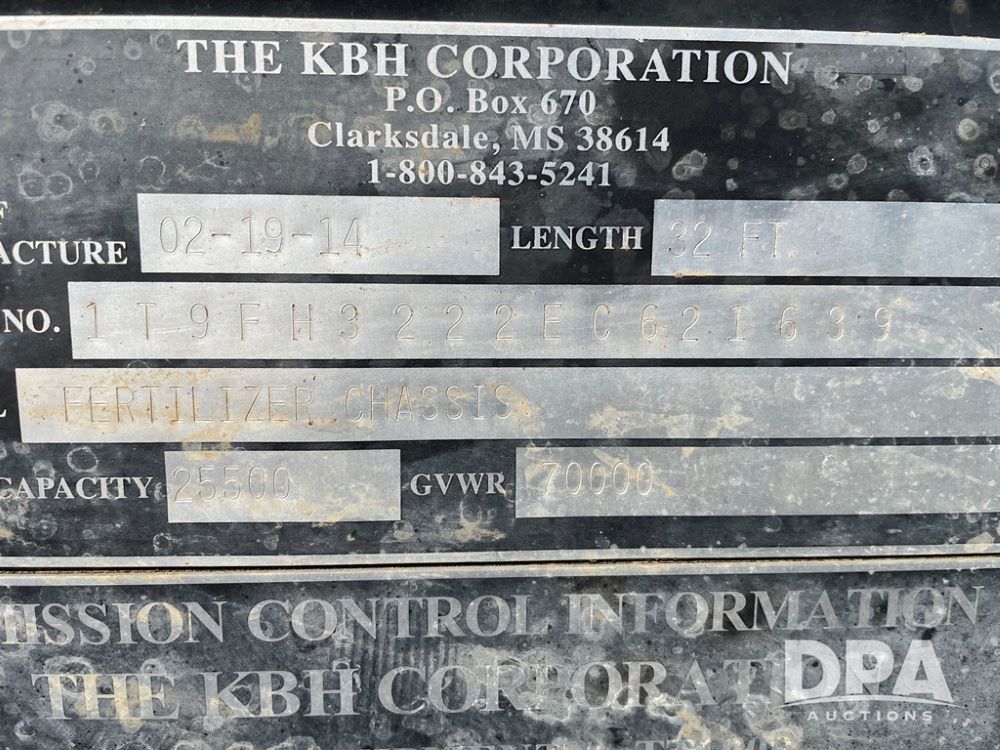 THE KBH CORPORATION
P.O. Box 670
Clarksdale, MS 38614
1-800-843-5241
F
ACTURE 02-19-14 LENGTH 32 FT.
NO. 1T9FH3222EC621639
L FERTILIZER CHASSIS
CAPACITY 25500 GVWR 70000
MISSION CONTROL INFORMATION
THE KBH CORPORAT
DPA
AUCTIONS